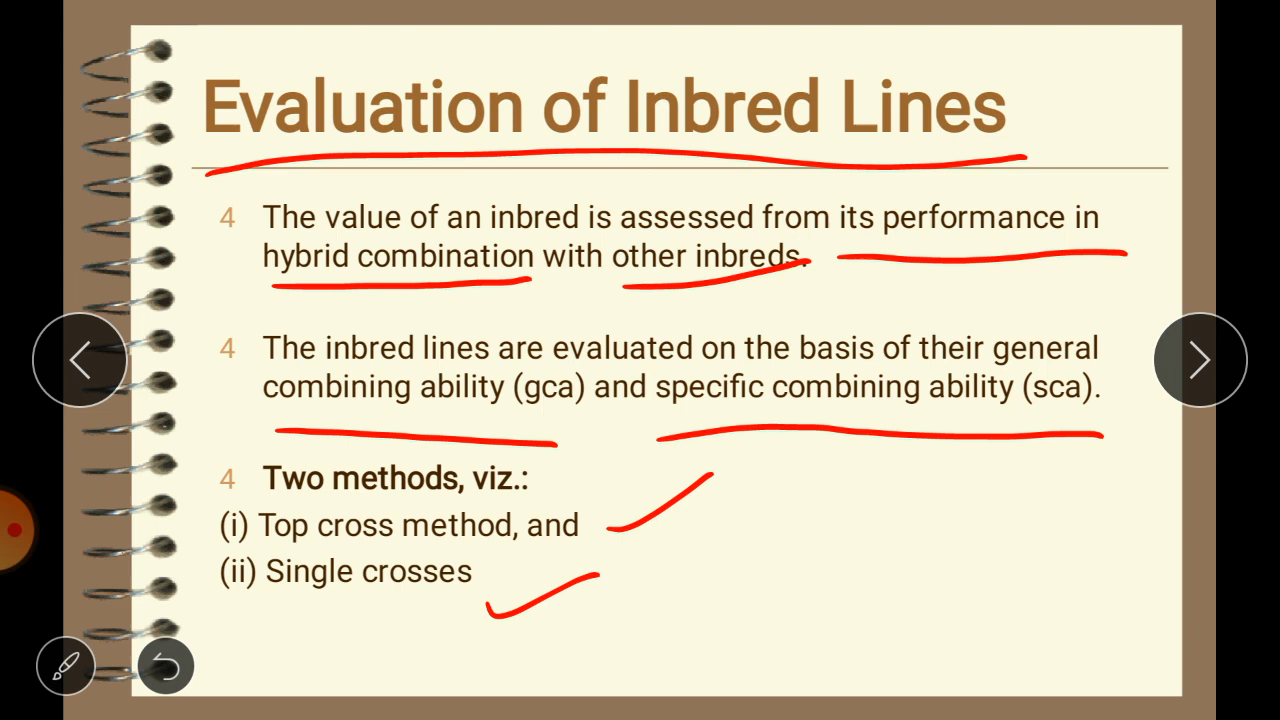 Evaluation of Inbred Lines
4 The value of an inbred is assessed from its performance in
hybrid combination with other inbreds.
4 The inbred lines are evaluated on the basis of their general
combining ability (gca) and specific combining ability (sca).
4 Two methods, viz.:
(i) Top cross method, and
(ii) Single crosses